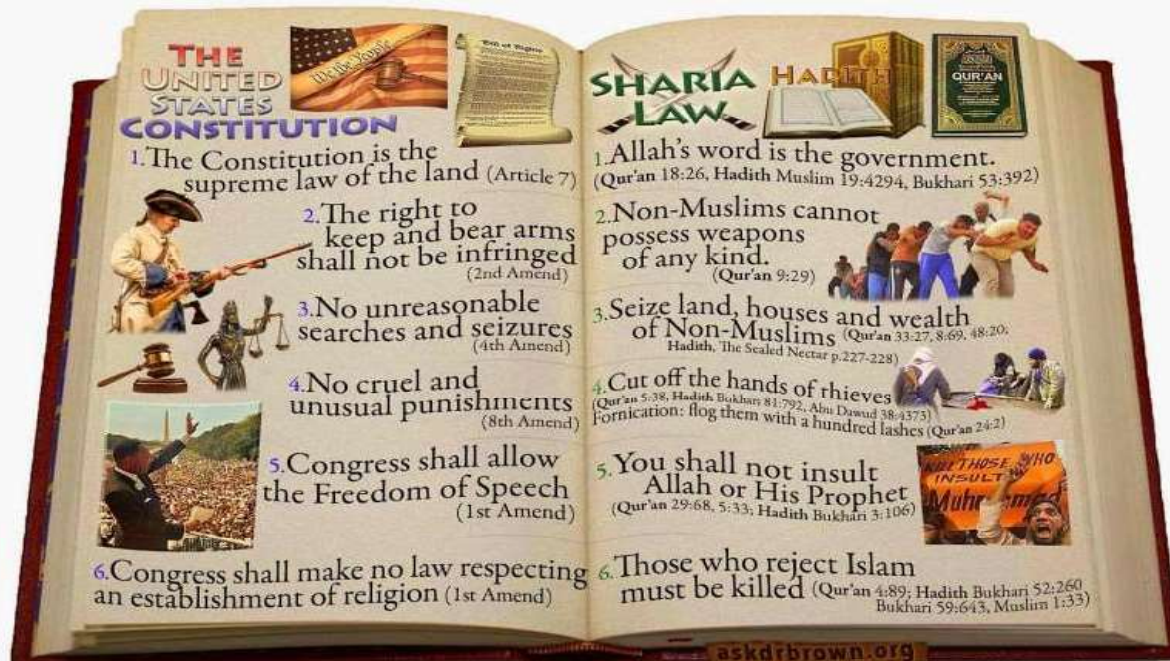 THE
UNITED
STATES
CONSTITUTION
We the People
Bill of Rights
1.The Constitution is the
supreme law of the land (Article 7)
2.The right to
keep and bear arms
shall not be infringed
(2nd Amend)
3.No unreasonable
searches and seizures
(4th Amend)
4.No cruel and
unusual punishments
(8th Amend)
5.Congress shall allow
the Freedom of Speech
(1st Amend)
6.Congress shall make no law respecting
an establishment of religion (1st Amend)
SHARIA
LAW
HADITH
QUR'AN
1.Allah's word is the government.
(Qur'an 18:26, Hadith Muslim 19:4294, Bukhari 53:392)
2.Non-Muslims cannot
possess weapons
of any kind.
(Qur'an 9:29)
3.Seize land, houses and wealth
of Non-Muslims (Qur'an 33:27, 8:69, 48:20;
Hadith, The Sealed Nectar p.227-228)
4.Cut off the hands of thieves
(Qur'an 5:38, Hadith Bukhari 81:792, Abu Dawud 38:4373)
Fornication: flog them with a hundred lashes (Qur'an 24:2)
5.You shall not insult
Allah or His Prophet
(Qur'an 29:68, 5:33; Hadith Bukhari 3:106)
KILL THOSE WHO
INSULT
Muhammad
6.Those who reject Islam
must be killed (Qur'an 4:89; Hadith Bukhari 52:260
Bukhari 59:643, Muslim 1:33)
askdrbrown.org